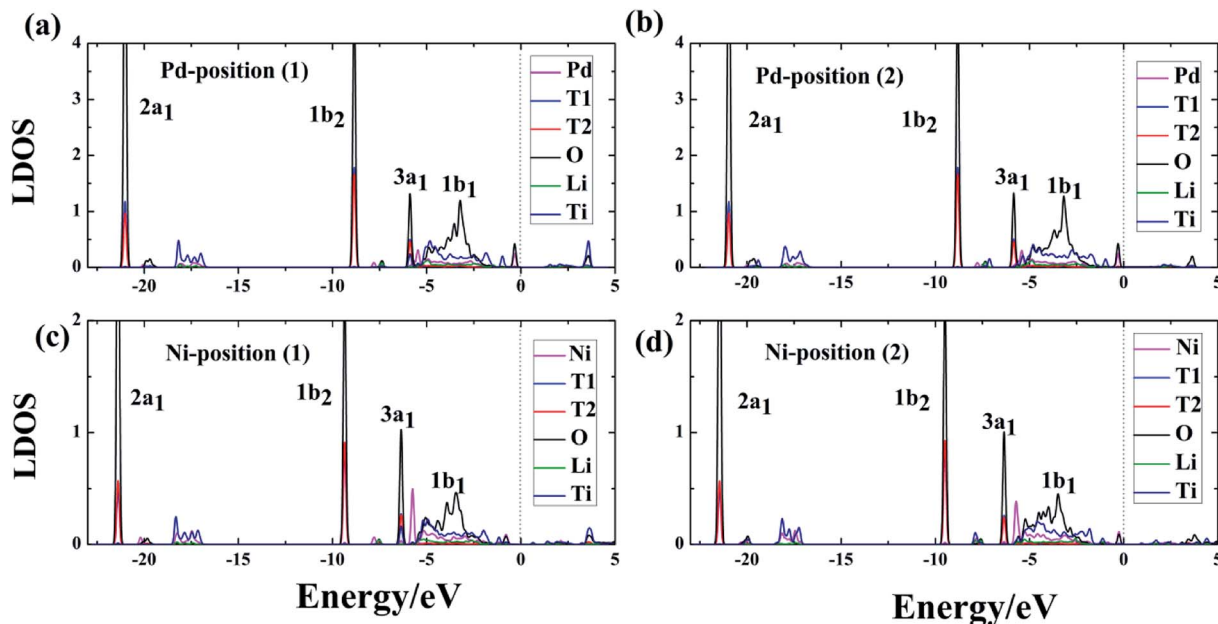 (a)
4
3
2
1
0
LDOS
Pd-position (1)
2a1
1b2
3a1
1b1
Pd
T1
T2
O
Li
Ti
-20 -15 -10 -5 0 5
(b)
4
3
2
1
0
Pd-position (2)
2a1
1b2
3a1
1b1
Pd
T1
T2
O
Li
Ti
-20 -15 -10 -5 0 5
(c)
2
1
0
LDOS
Ni-position (1)
2a1
1b2
3a1
1b1
Ni
T1
T2
O
Li
Ti
-20 -15 -10 -5 0 5
Energy/eV
(d)
2
1
0
Ni-position (2)
2a1
1b2
3a1
1b1
Ni
T1
T2
O
Li
Ti
-20 -15 -10 -5 0 5
Energy/eV